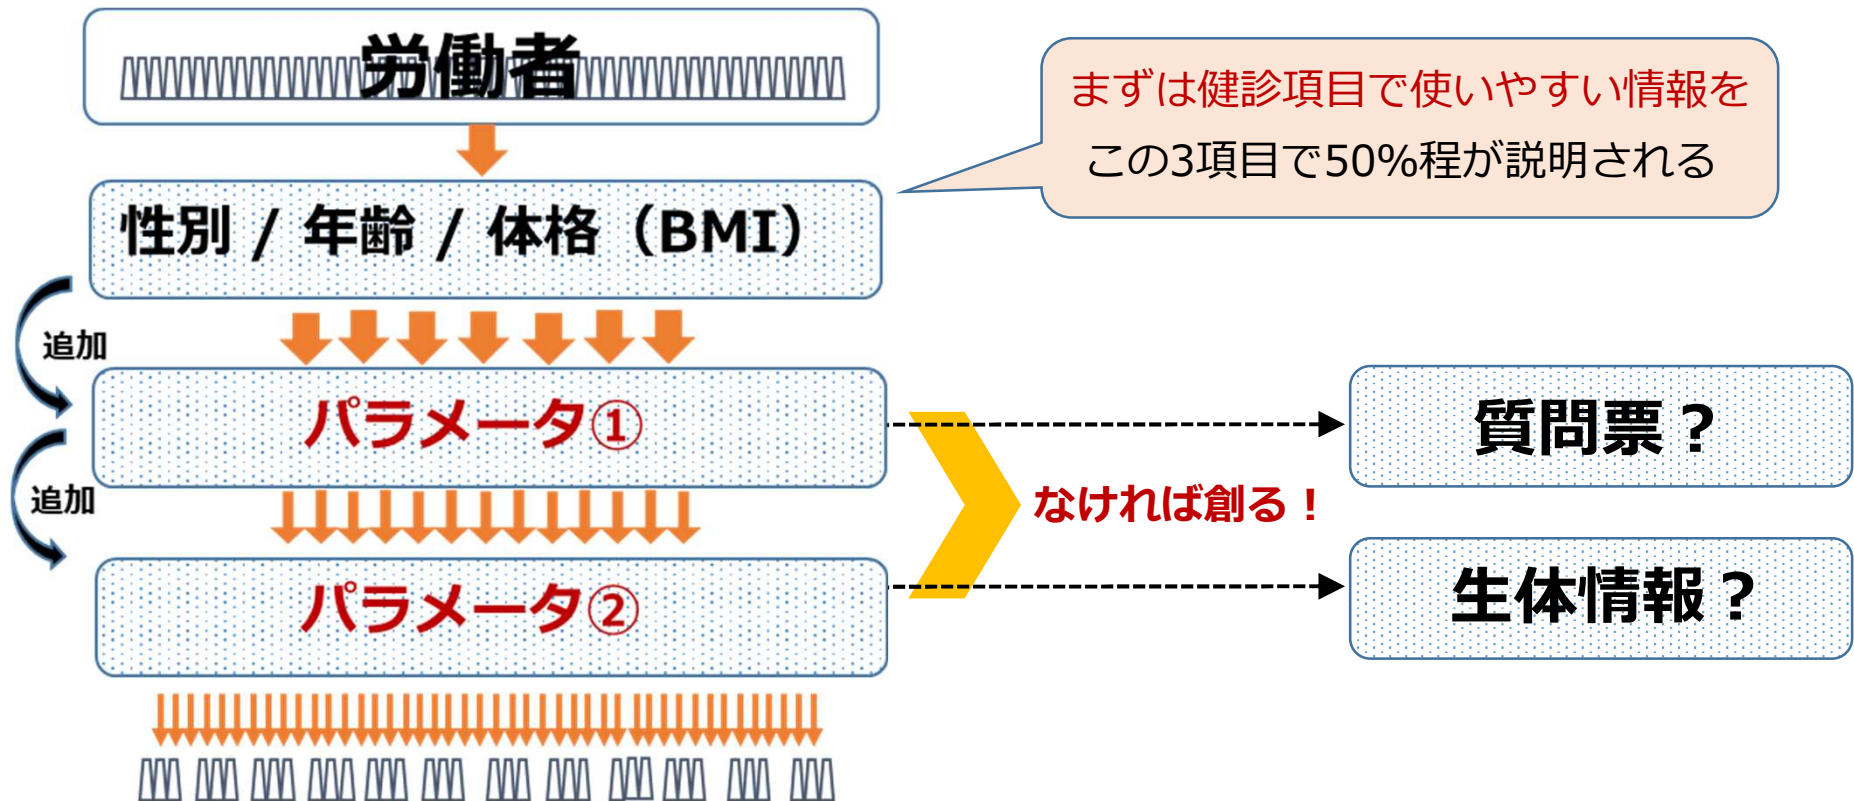 労働者
まずは健診項目で使いやすい情報を
この3項目で50%程が説明される
性別 / 年齢 / 体格（BMI）
追加
パラメータ①
質問票？
追加
なければ創る！
パラメータ②
生体情報？